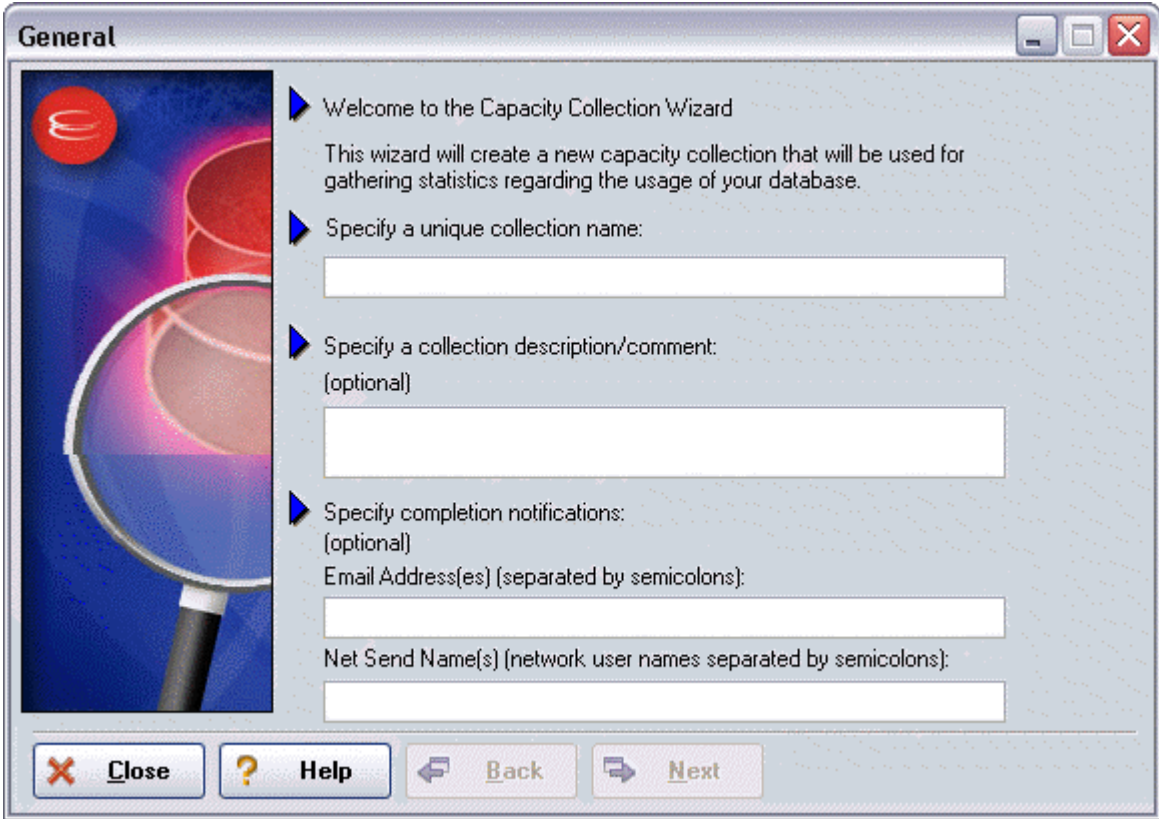 General
Welcome to the Capacity Collection Wizard
This wizard will create a new capacity collection that will be used for
gathering statistics regarding the usage of your database.
Specify a unique collection name:
Specify a collection description/comment:
(optional)
Specify completion notifications:
(optional)
Email Address(es) (separated by semicolons):
Net Send Name(s) (network user names separated by semicolons):
Close Help Back Next